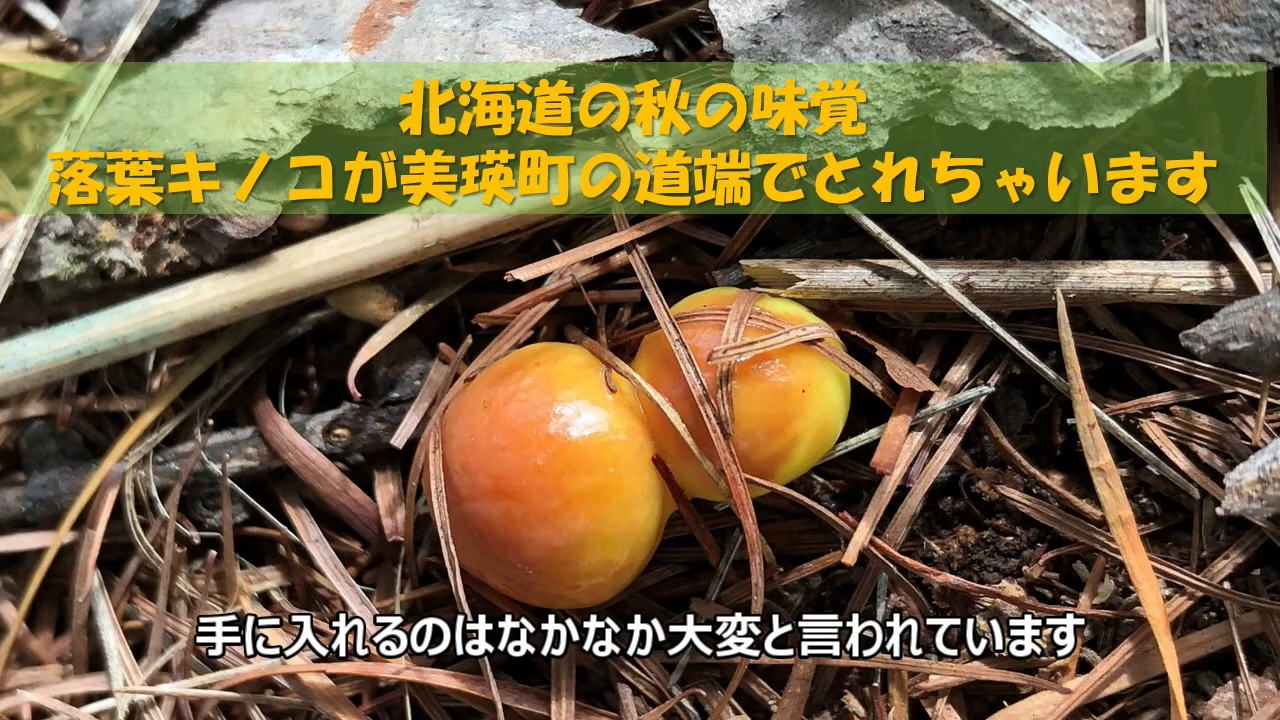 北海道の秋の味覚
落葉キノコが美瑛町の道端でとれちゃいます
手に入れるのはなかなか大変と言われています